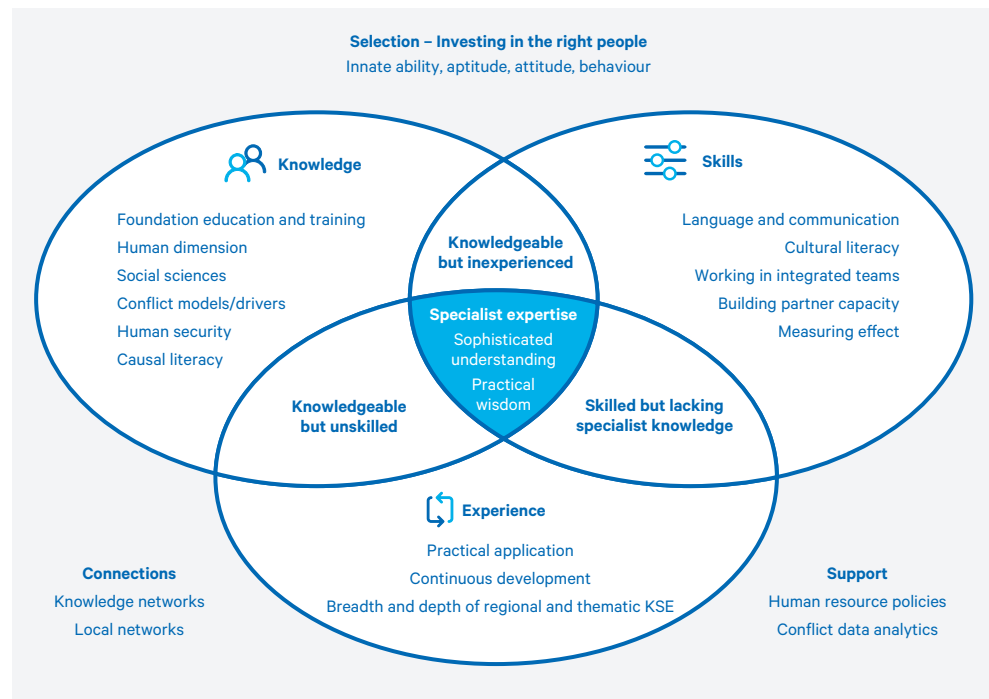 Selection – Investing in the right people
Innate ability, aptitude, attitude, behaviour
Knowledge
Foundation education and training
Human dimension
Social sciences
Conflict models/drivers
Human security
Causal literacy
Skills
Language and communication
Cultural literacy
Working in integrated teams
Building partner capacity
Measuring effect
Knowledgeable
but inexperienced
Specialist expertise
Sophisticated
understanding
Practical
wisdom
Knowledgeable
but unskilled
Skilled but lacking
specialist knowledge
Experience
Practical application
Continuous development
Breadth and depth of regional and thematic KSE
Connections
Knowledge networks
Local networks
Support
Human resource policies
Conflict data analytics